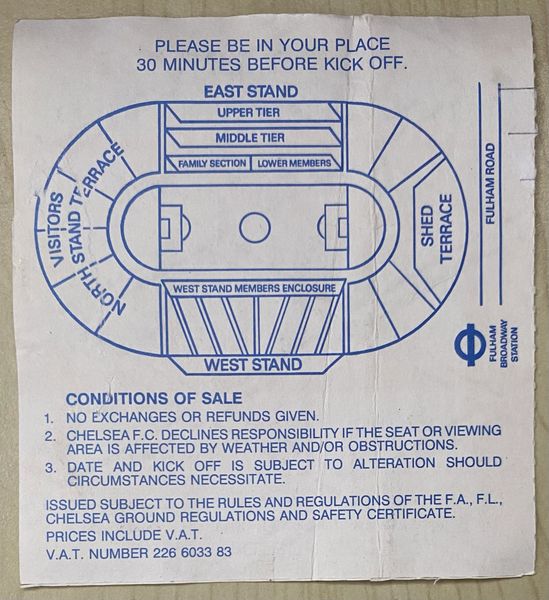 PLEASE BE IN YOUR PLACE
30 MINUTES BEFORE KICK OFF.
EAST STAND
UPPER TIER
MIDDLE TIER
FAMILY SECTION LOWER MEMBERS
VISITORS
NORTH STAND TERRACE
SHED
TERRACE
FULHAM ROAD
WEST STAND MEMBERS ENCLOSURE
WEST STAND
FULHAM
BROADWAY
STATION
CONDITIONS OF SALE
1. NO EXCHANGES OR REFUNDS GIVEN.
2. CHELSEA F.C. DECLINES RESPONSIBILITY IF THE SEAT OR VIEWING
AREA IS AFFECTED BY WEATHER AND/OR OBSTRUCTIONS.
3. DATE AND KICK OFF IS SUBJECT TO ALTERATION SHOULD
CIRCUMSTANCES NECESSITATE.
ISSUED SUBJECT TO THE RULES AND REGULATIONS OF THE F.A., F.L.,
CHELSEA GROUND REGULATIONS AND SAFETY CERTIFICATE.
PRICES INCLUDE V.A.T.
V.A.T. NUMBER 226 6033 83